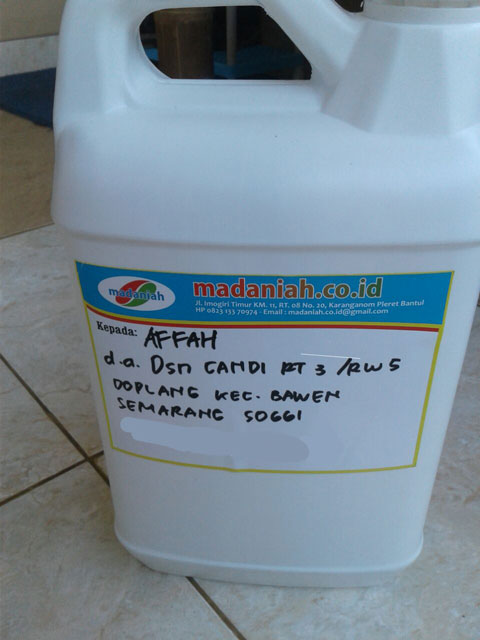 madaniah
madaniah.co.id
Jl. Imogiri Timur KM. 11, RT. 08 No. 20, Karanganom Pleret Bantul
HP 0823 133 70974 - Email : madaniah.co.id@gmail.com
Kepada: AFFAH
d.a. Dsn CANDI RT 3 /RW 5
DOPLANG KEC. BAWEN
SEMARANG 50661